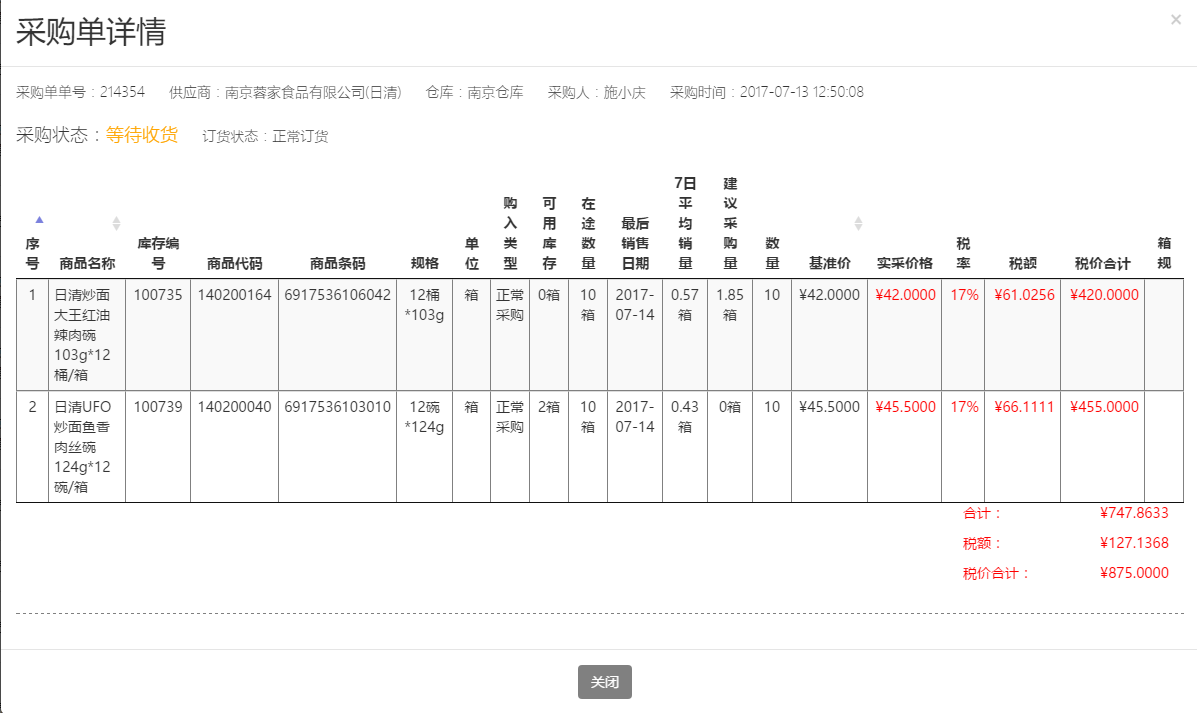 采购单详情
×
采购单单号：214354 供应商：南京蓉家食品有限公司(日清) 仓库：南京仓库 采购人：施小庆 采购时间：2017-07-13 12:50:08
采购状态：等待收货 订货状态：正常订货
序号 商品名称 库存编号 商品代码 商品条码 规格 单位 购入类型 可用库存 在途数量 最后销售日期 7日平均销量 建议采购量 数量 基准价 实采价格 税率 税额 税价合计 箱规
1 日清炒面大王红油辣肉碗103g*12桶/箱 100735 140200164 6917536106042 12桶*103g 箱 正常采购 0箱 10箱 2017-07-14 0.57箱 1.85箱 10 ¥42.0000 ¥42.0000 17% ¥61.0256 ¥420.0000
2 日清UFO炒面鱼香肉丝碗124g*12碗/箱 100739 140200040 6917536103010 12碗*124g 箱 正常采购 2箱 10箱 2017-07-14 0.43箱 0箱 10 ¥45.5000 ¥45.5000 17% ¥66.1111 ¥455.0000
合计： ¥747.8633
税额： ¥127.1368
税价合计： ¥875.0000
关闭